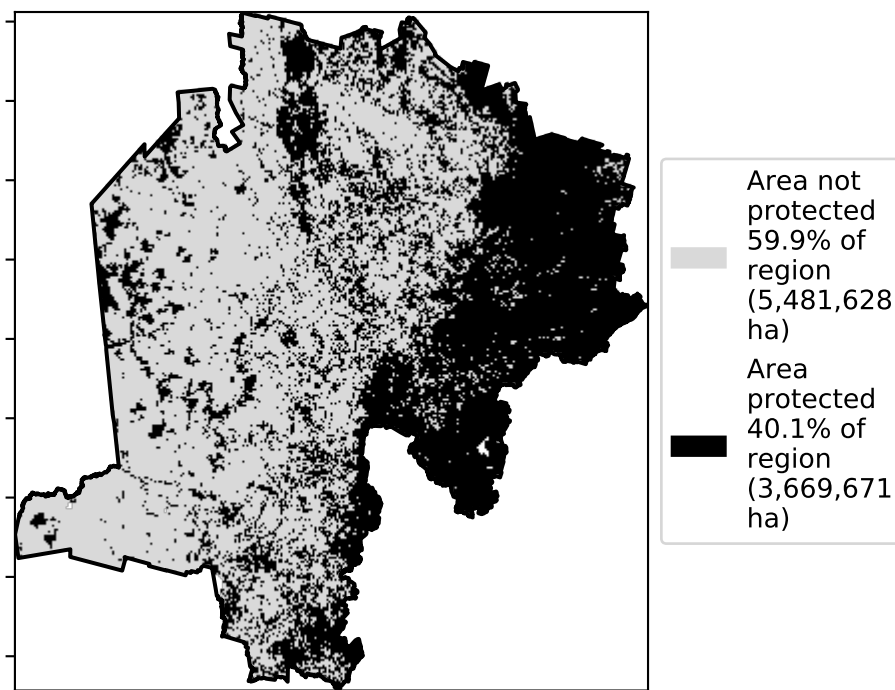 Area not
protected
59.9% of
region
(5,481,628
ha)
Area
protected
40.1% of
region
(3,669,671
ha)